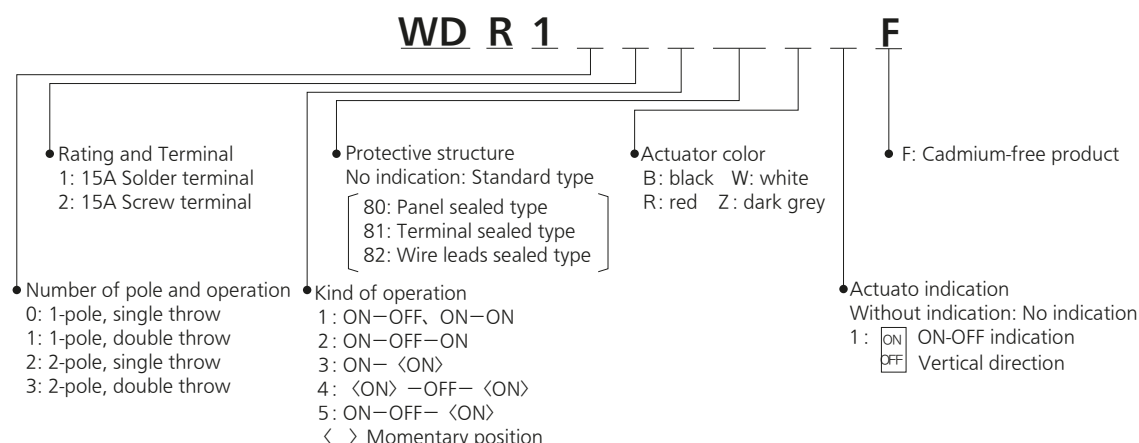 WD R 1 F
Rating and Terminal
1: 15A Solder terminal
2: 15A Screw terminal
Protective structure
No indication: Standard type
80: Panel sealed type
81: Terminal sealed type
82: Wire leads sealed type
Actuator color
B: black W: white
R: red Z: dark grey
F: Cadmium-free product
Number of pole and operation
0: 1-pole, single throw
1: 1-pole, double throw
2: 2-pole, single throw
3: 2-pole, double throw
Kind of operation
1: ON－OFF、ON－ON
2: ON－OFF－ON
3: ON－〈ON〉
4: 〈ON〉－OFF－〈ON〉
5: ON－OFF－〈ON〉
〈 〉 Momentary position
Actuato indication
Without indication: No indication
1: ON ON-OFF indication
OFF Vertical direction